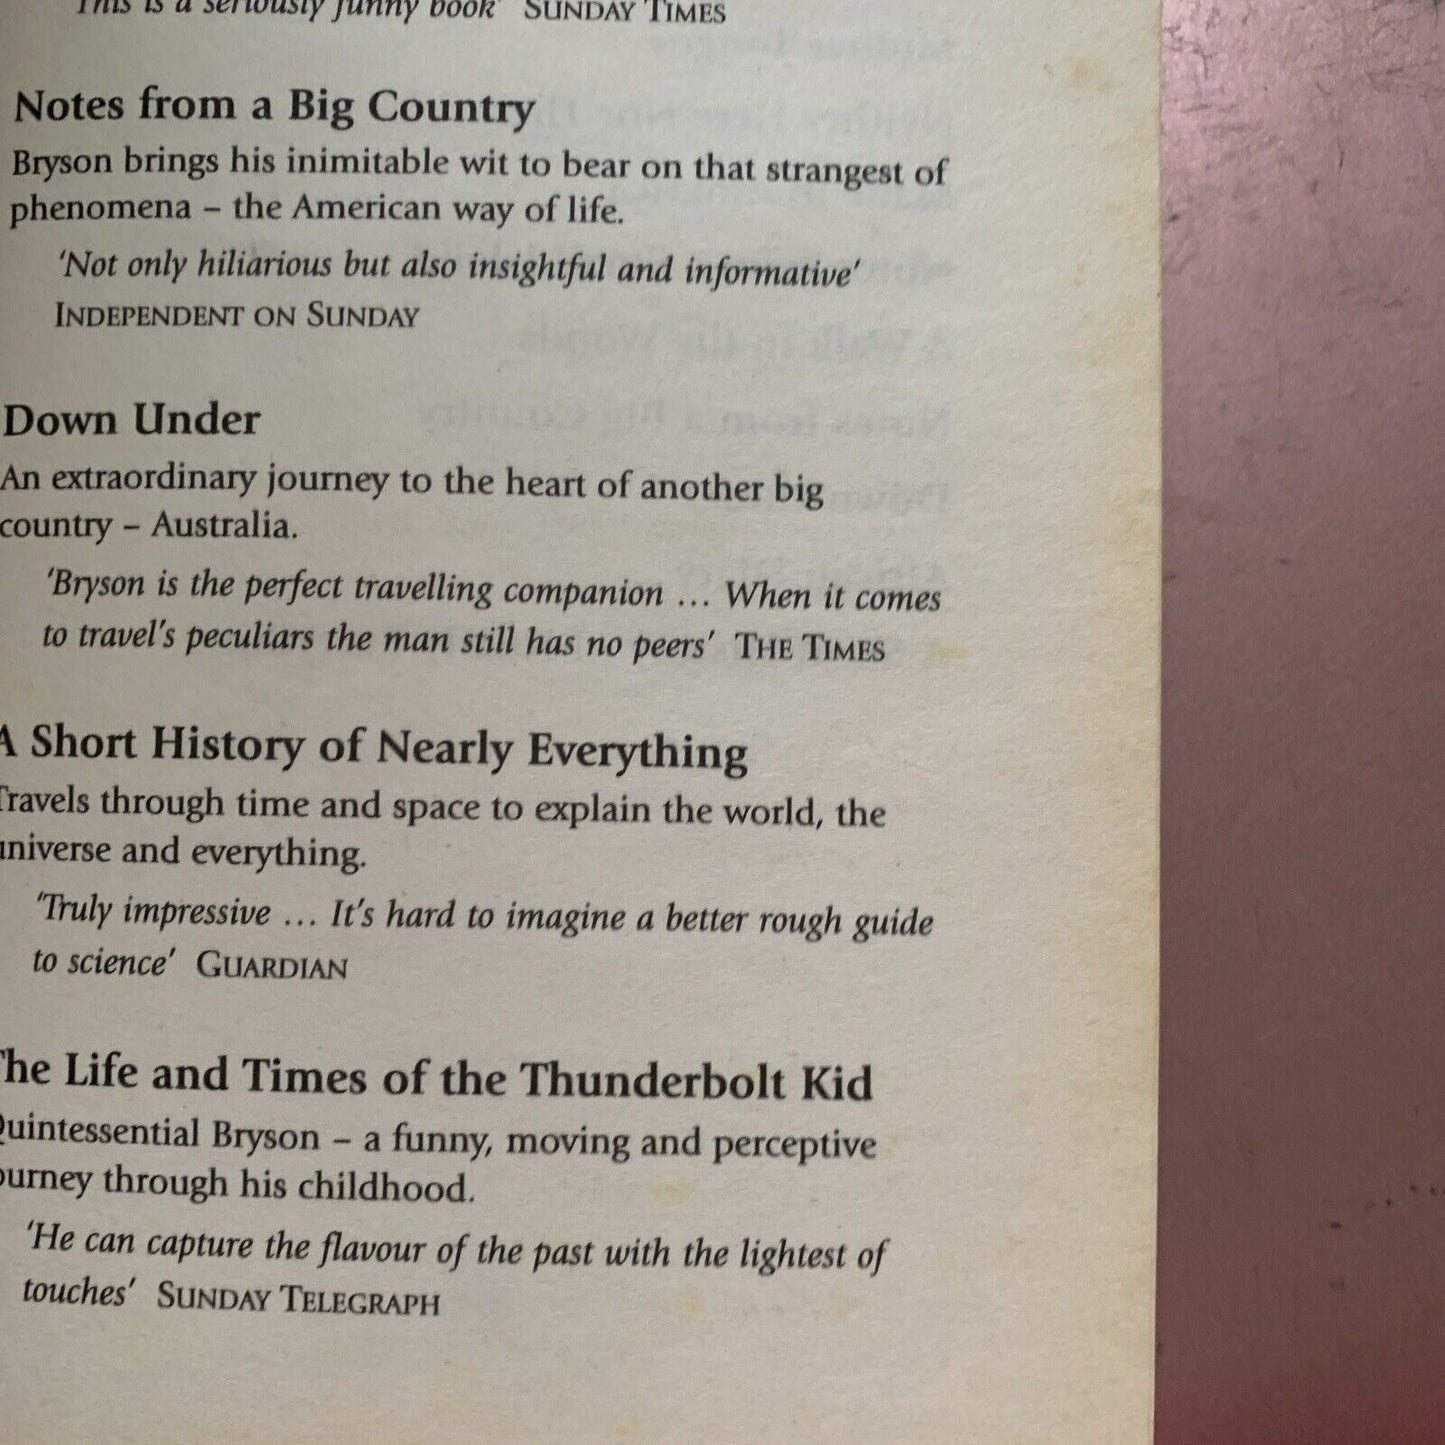 'This is a seriously funny book' SUNDAY TIMES
Notes from a Big Country
Bryson brings his inimitable wit to bear on that strangest of
phenomena – the American way of life.
'Not only hiliarious but also insightful and informative'
INDEPENDENT ON SUNDAY
Down Under
An extraordinary journey to the heart of another big
country – Australia.
'Bryson is the perfect travelling companion … When it comes
to travel's peculiars the man still has no peers' THE TIMES
A Short History of Nearly Everything
Travels through time and space to explain the world, the
universe and everything.
'Truly impressive … It's hard to imagine a better rough guide
to science' GUARDIAN
The Life and Times of the Thunderbolt Kid
Quintessential Bryson – a funny, moving and perceptive
journey through his childhood.
'He can capture the flavour of the past with the lightest of
touches' SUNDAY TELEGRAPH